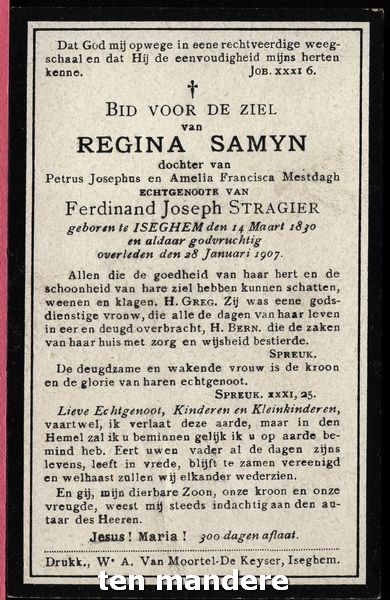 Dat God mij opwege in eene rechtveerdige weeg-
schaal en dat Hij de eenvoudigheid mijns herten
kenne. JOB. XXXI 6.
†
BID VOOR DE ZIEL
van
REGINA SAMYN
dochter van
Petrus Josephus en Amelia Francisca Mestdagh
ECHTGENOOTE VAN
Ferdinand Joseph STRAGIER
geboren te ISEGHEM den 14 Maart 1830
en aldaar godvruchtig
overleden den 28 Januari 1907.
Allen die de goedheid van haar hert en de
schoonheid van hare ziel hebben kunnen schatten,
weenen en klagen. H. GREG. Zij was eene gods-
dienstige vronw, die alle de dagen van haar leven
in eer en deugd overbracht, H. BERN. die de zaken
van haar huis met zorg en wijsheid bestierde.
SPREUK.
De deugdzame en wakende vrouw is de kroon
en de glorie van haren echtgenoot.
SPREUK. XXXI, 25.
Lieve Echtgenoot, Kinderen en Kleinkinderen,
vaartwel, ik verlaat deze aarde, maar in den
Hemel zal ik u beminnen gelijk ik u op aarde be-
mind heb. Eert uwen vader al de dagen zijns
levens, leeft in vrede, blijft te zamen vereenigd
en welhaast zullen wij elkander wederzien.
En gij, mijn dierbare Zoon, onze kroon en onze
vreugde, weest mij steeds indachtig aan den au-
taar des Heeren.
Jesus! Maria! 300 dagen aflaat.
Drukk., We A. Van Moortel-De Keyser, Iseghem.
ten mandere